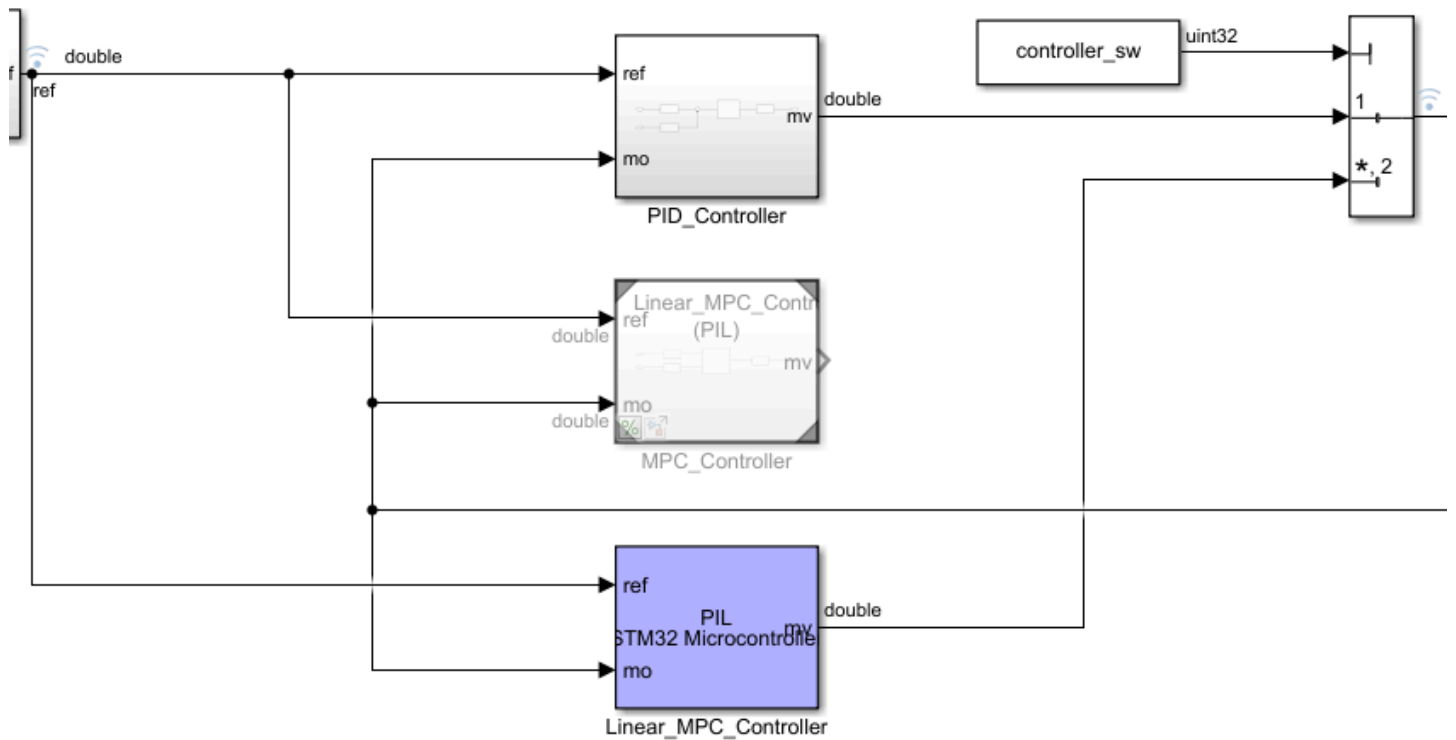 f
double
ref
ref
mo
mv
PID_Controller
double
controller_sw
uint32
1
*, 2
Linear_MPC_Contr
(PIL)
ref
double
mo
double
mv
MPC_Controller
ref
PIL
STM32 Microcontrolle
mv
mo
double
Linear_MPC_Controller